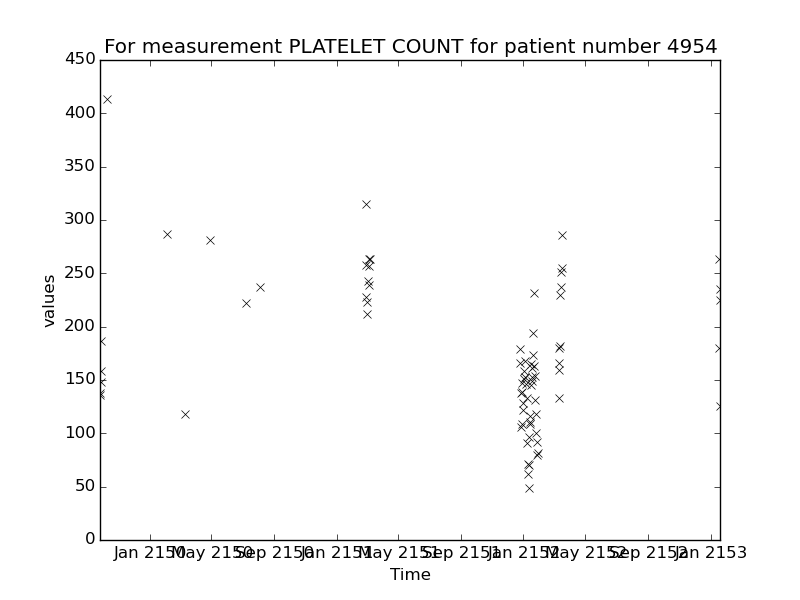 For measurement PLATELET COUNT for patient number 4954
450
400
350
300
250
200
150
100
50
0
values
Jan 2150 May 2150 Sep 2150 Jan 2151 May 2151 Sep 2151 Jan 2152 May 2152 Sep 2152 Jan 2153
Time